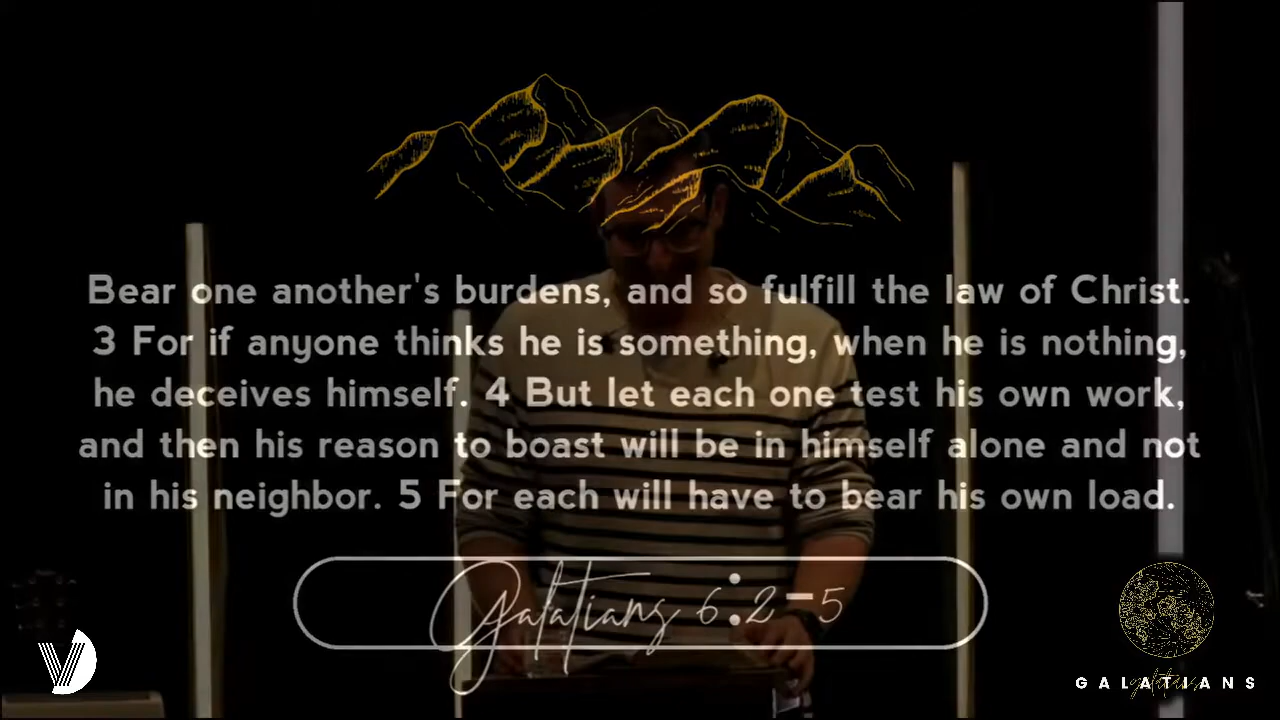 Bear one another's burdens, and so fulfill the law of Christ.
3 For if anyone thinks he is something, when he is nothing,
he deceives himself. 4 But let each one test his own work,
and then his reason to boast will be in himself alone and not
in his neighbor. 5 For each will have to bear his own load.
Galatians 6:2-5
GALATIANS
galatians